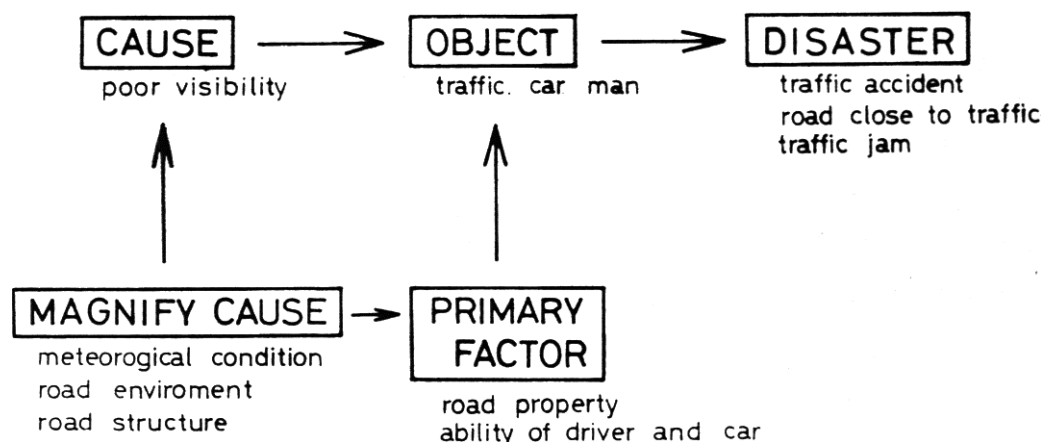 CAUSE
poor visibility
OBJECT
traffic. car man
DISASTER
traffic accident
road close to traffic
traffic jam
MAGNIFY CAUSE
meteorogical condition
road enviroment
road structure
PRIMARY
FACTOR
road property
ability of driver and car